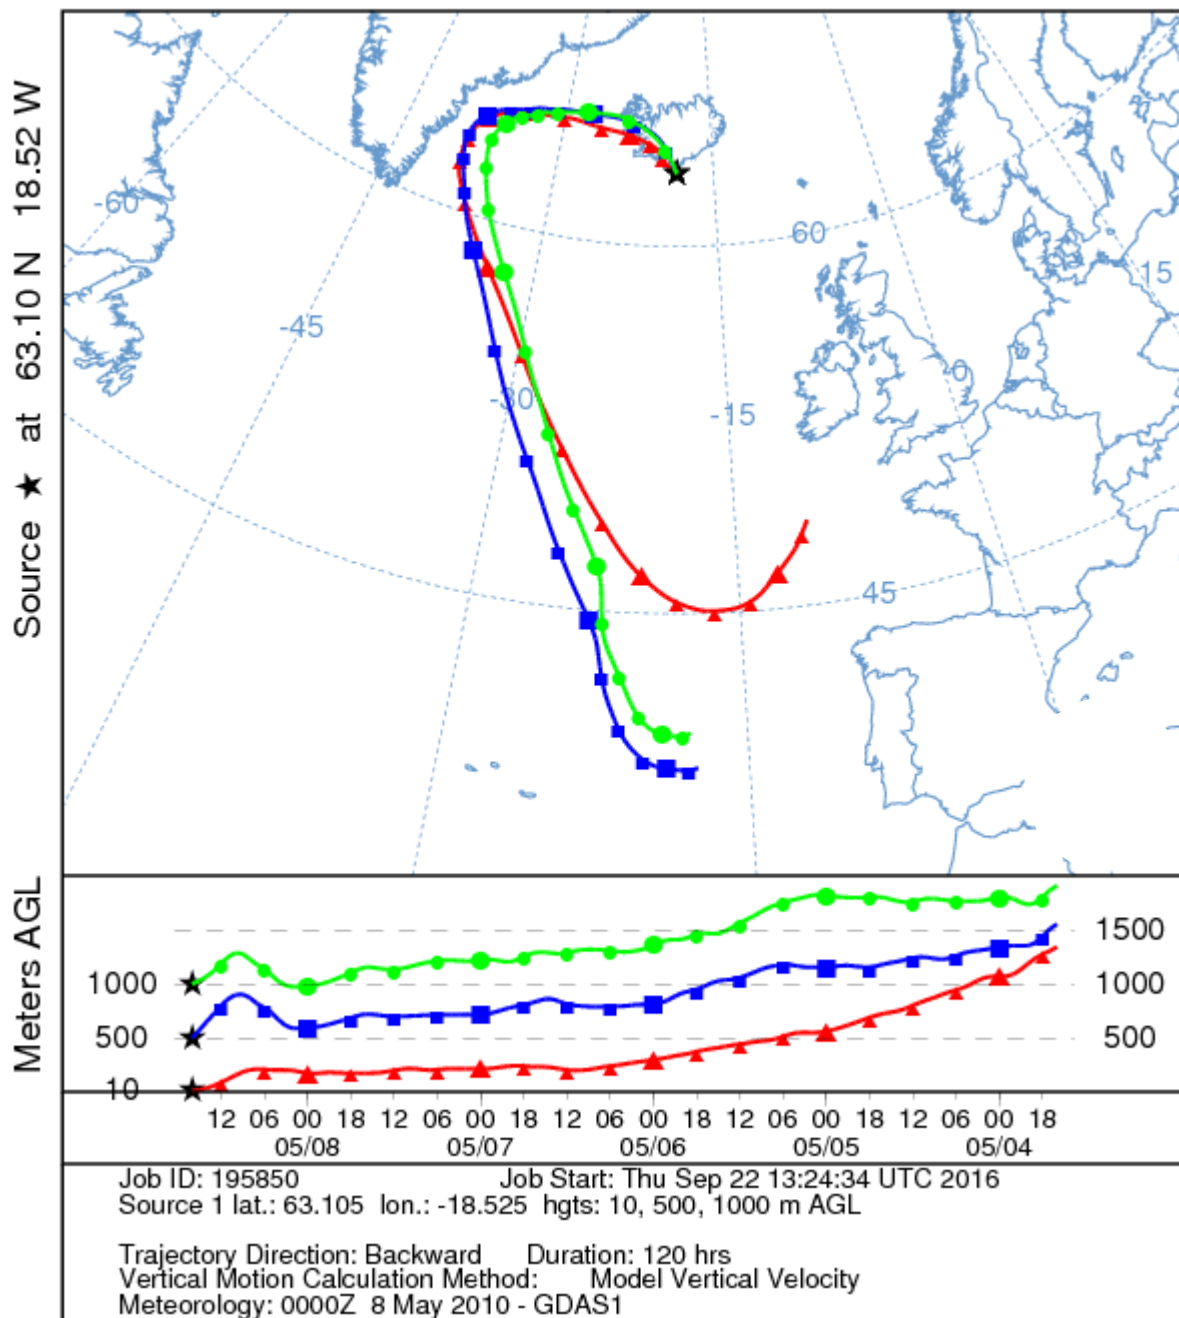 Source ★ at 63.10 N 18.52 W
-60
-45
-30
-15
60
0
15
45
Meters AGL
1500
1000 1000
500 500
10
12 06 00 18 12 06 00 18 12 06 00 18 12 06 00 18 12 06 00 18
05/08 05/07 05/06 05/05 05/04
Job ID: 195850 Job Start: Thu Sep 22 13:24:34 UTC 2016
Source 1 lat.: 63.105 lon.: -18.525 hgts: 10, 500, 1000 m AGL
Trajectory Direction: Backward Duration: 120 hrs
Vertical Motion Calculation Method: Model Vertical Velocity
Meteorology: 0000Z 8 May 2010 - GDAS1